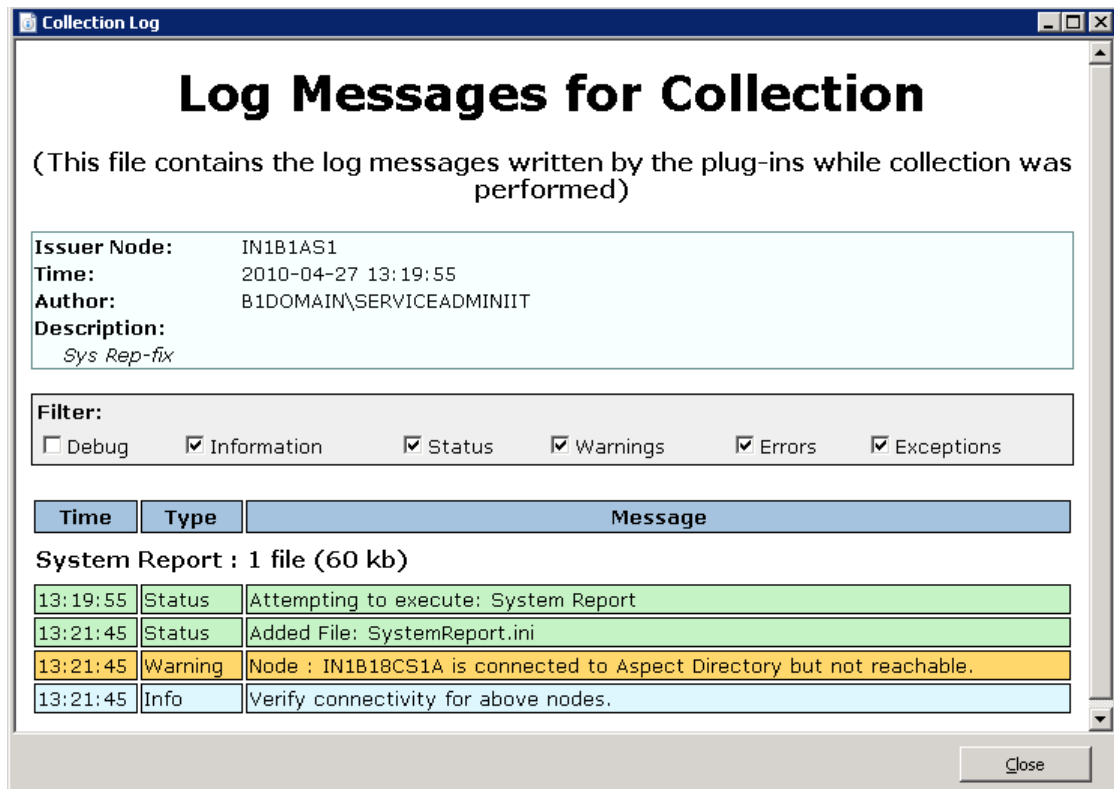 Collection Log
Log Messages for Collection
(This file contains the log messages written by the plug-ins while collection was
performed)
Issuer Node: IN1B1AS1
Time: 2010-04-27 13:19:55
Author: B1DOMAIN\SERVICEADMINIIT
Description:
Sys Rep-fix
Filter:
Debug Information Status Warnings Errors Exceptions
Time Type Message
System Report : 1 file (60 kb)
13:19:55 Status Attempting to execute: System Report
13:21:45 Status Added File: SystemReport.ini
13:21:45 Warning Node : IN1B18CS1A is connected to Aspect Directory but not reachable.
13:21:45 Info Verify connectivity for above nodes.
Close